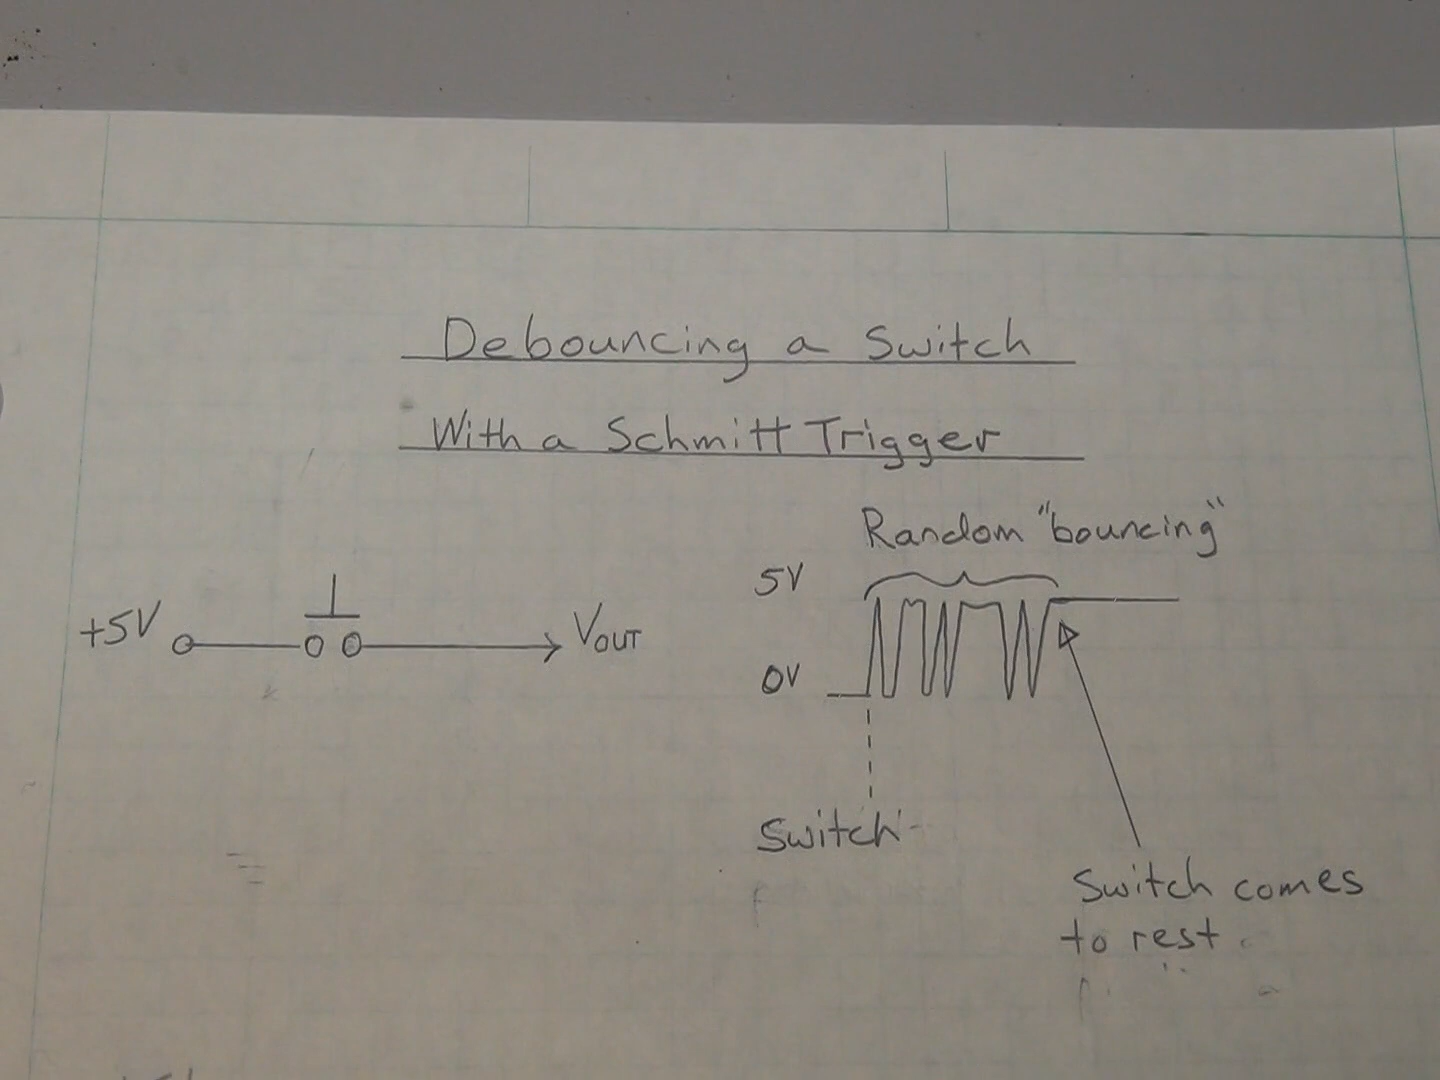 Debouncing a Switch
With a Schmitt Trigger
Random "bouncing"
5V
0V
+5V
VOUT
Switch
Switch comes
to rest